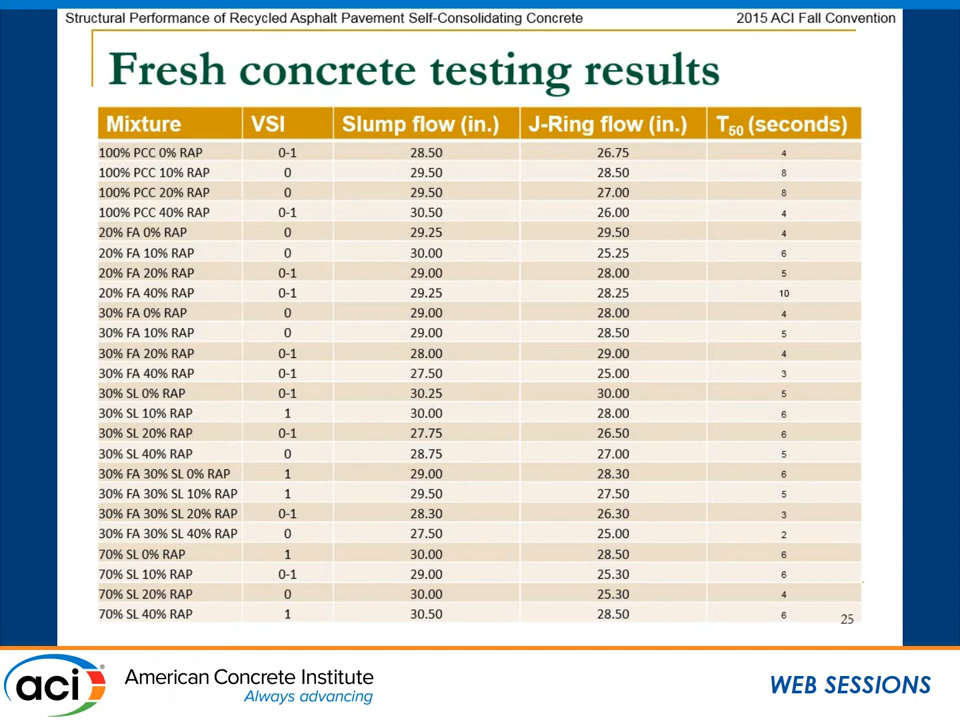 Structural Performance of Recycled Asphalt Pavement Self-Consolidating Concrete 2015 ACI Fall Convention
Fresh concrete testing results
Mixture VSI Slump flow (in.) J-Ring flow (in.) T50 (seconds)
100% PCC 0% RAP 0-1 28.50 26.75 4
100% PCC 10% RAP 0 29.50 28.50 8
100% PCC 20% RAP 0 29.50 27.00 8
100% PCC 40% RAP 0-1 30.50 26.00 4
20% FA 0% RAP 0 29.25 29.50 4
20% FA 10% RAP 0 30.00 25.25 6
20% FA 20% RAP 0-1 29.00 28.00 5
20% FA 40% RAP 0-1 29.25 28.25 10
30% FA 0% RAP 0 29.00 28.00 4
30% FA 10% RAP 0 29.00 28.50 5
30% FA 20% RAP 0-1 28.00 29.00 4
30% FA 40% RAP 0-1 27.50 25.00 3
30% SL 0% RAP 0-1 30.25 30.00 5
30% SL 10% RAP 1 30.00 28.00 6
30% SL 20% RAP 0-1 27.75 26.50 6
30% SL 40% RAP 0 28.75 27.00 5
30% FA 30% SL 0% RAP 1 29.00 28.30 6
30% FA 30% SL 10% RAP 1 29.50 27.50 5
30% FA 30% SL 20% RAP 0-1 28.30 26.30 3
30% FA 30% SL 40% RAP 0 27.50 25.00 2
70% SL 0% RAP 1 30.00 28.50 6
70% SL 10% RAP 0-1 29.00 25.30 6
70% SL 20% RAP 0 30.00 25.30 4
70% SL 40% RAP 1 30.50 28.50 6
25
aci® American Concrete Institute
Always advancing
WEB SESSIONS